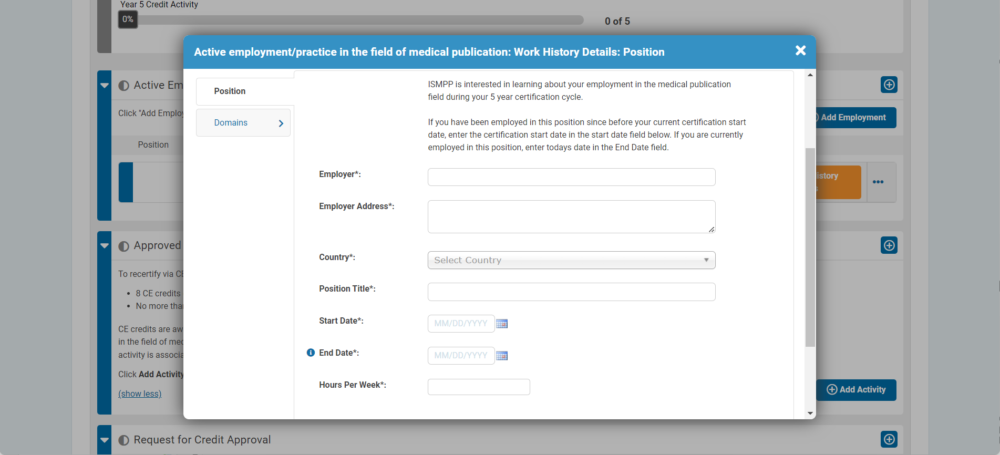 Year 5 Credit Activity
0%
0 of 5
Active employment/practice in the field of medical publication: Work History Details: Position
Position
Domains
ISMPP is interested in learning about your employment in the medical publication
field during your 5 year certification cycle.
If you have been employed in this position since before your current certification start
date, enter the certification start date in the start date field below. If you are currently
employed in this position, enter todays date in the End Date field.
Employer*:
Employer Address*:
Country*:
Select Country
Position Title*:
Start Date*:
MM/DD/YYYY
End Date*:
MM/DD/YYYY
Hours Per Week*:
Active Em
Click "Add Employ
Add Employment
Position
istory
s
Approved
To recertify via CE
• 8 CE credits
• No more than
CE credits are aw
in the field of med
activity is associa
Click Add Activity
(show less)
Add Activity
Request for Credit Approval